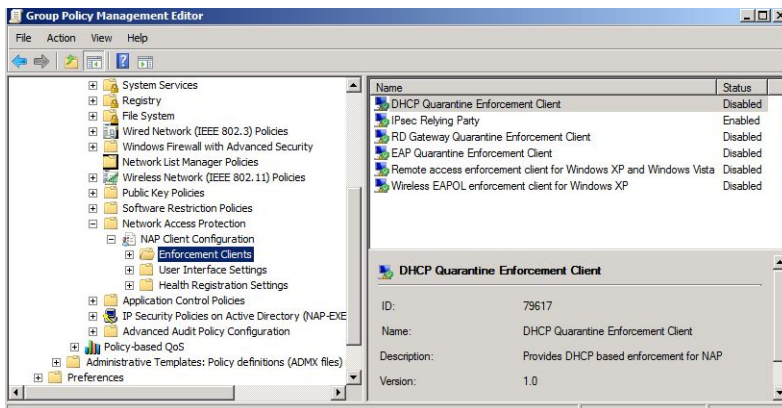 Group Policy Management Editor
File Action View Help
System Services
Registry
File System
Wired Network (IEEE 802.3) Policies
Windows Firewall with Advanced Security
Network List Manager Policies
Wireless Network (IEEE 802.11) Policies
Public Key Policies
Software Restriction Policies
Network Access Protection
NAP Client Configuration
Enforcement Clients
User Interface Settings
Health Registration Settings
Application Control Policies
IP Security Policies on Active Directory (NAP-EXE
Advanced Audit Policy Configuration
Policy-based QoS
Administrative Templates: Policy definitions (ADMX files)
Preferences
Name Status
DHCP Quarantine Enforcement Client Disabled
IPsec Relying Party Enabled
RD Gateway Quarantine Enforcement Client Disabled
EAP Quarantine Enforcement Client Disabled
Remote access enforcement client for Windows XP and Windows Vista Disabled
Wireless EAPOL enforcement client for Windows XP Disabled
DHCP Quarantine Enforcement Client
ID: 79617
Name: DHCP Quarantine Enforcement Client
Description: Provides DHCP based enforcement for NAP
Version: 1.0